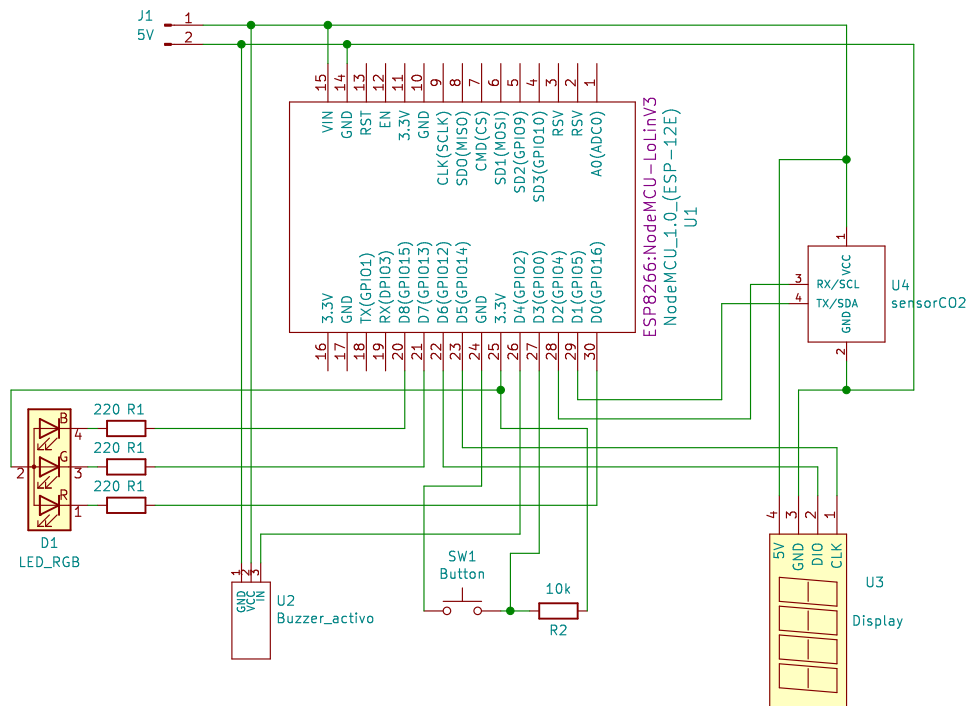 J1
5V
1
2
15
14
13
12
11
10
9
8
7
6
5
4
3
2
1
VIN
GND
RST
EN
3.3V
GND
CLK(SCLK)
SD0(MISO)
CMD(CS)
SD1(MOSI)
SD2(GPIO9)
SD3(GPIO10)
RSV
RSV
A0(ADC0)
ESP8266:NodeMCU-LoLinV3
NodeMCU_1.0_(ESP-12E)
U1
3.3V
GND
TX(GPIO1)
RX(DPIO3)
D8(GPIO15)
D7(GPIO13)
D6(GPIO12)
D5(GPIO14)
GND
3.3V
D4(GPIO2)
D3(GPIO0)
D2(GPIO4)
D1(GPIO5)
D0(GPIO16)
16
17
18
19
20
21
22
23
24
25
26
27
28
29
30
1
VCC
3
RX/SCL
4
TX/SDA
GND
2
U4
sensorCO2
220 R1
B
4
220 R1
2
G
3
220 R1
R
1
D1
LED_RGB
1
2
3
GND
VCC
IN
U2
Buzzer_activo
SW1
Button
10k
R2
4
3
2
1
5V
GND
DIO
CLK
U3
Display